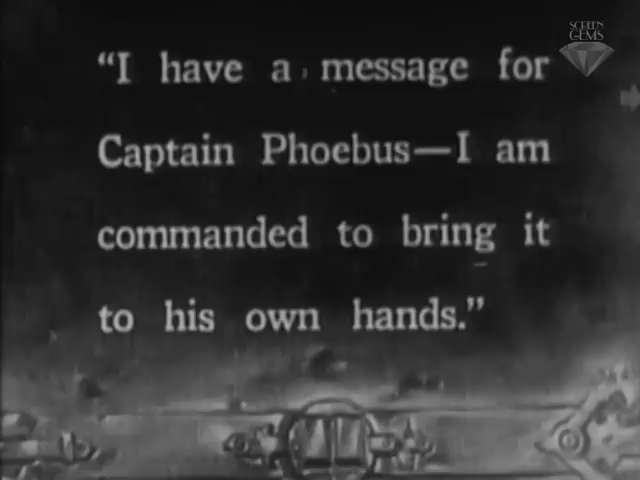 SCREEN
GEMS
“I have a message for
Captain Phoebus—I am
commanded to bring it
to his own hands.”